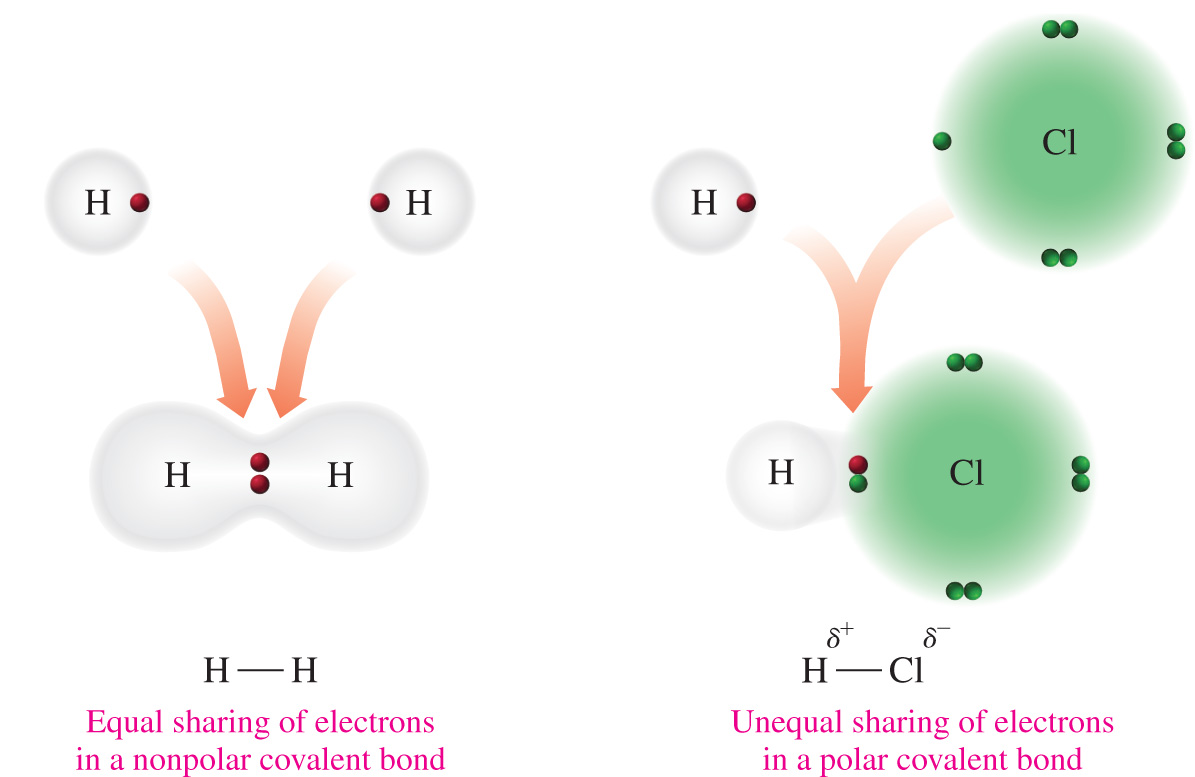 H
H
H
Cl
H
H
H
Cl
H—H
δ+ δ−
H—Cl
Equal sharing of electrons
in a nonpolar covalent bond
Unequal sharing of electrons
in a polar covalent bond